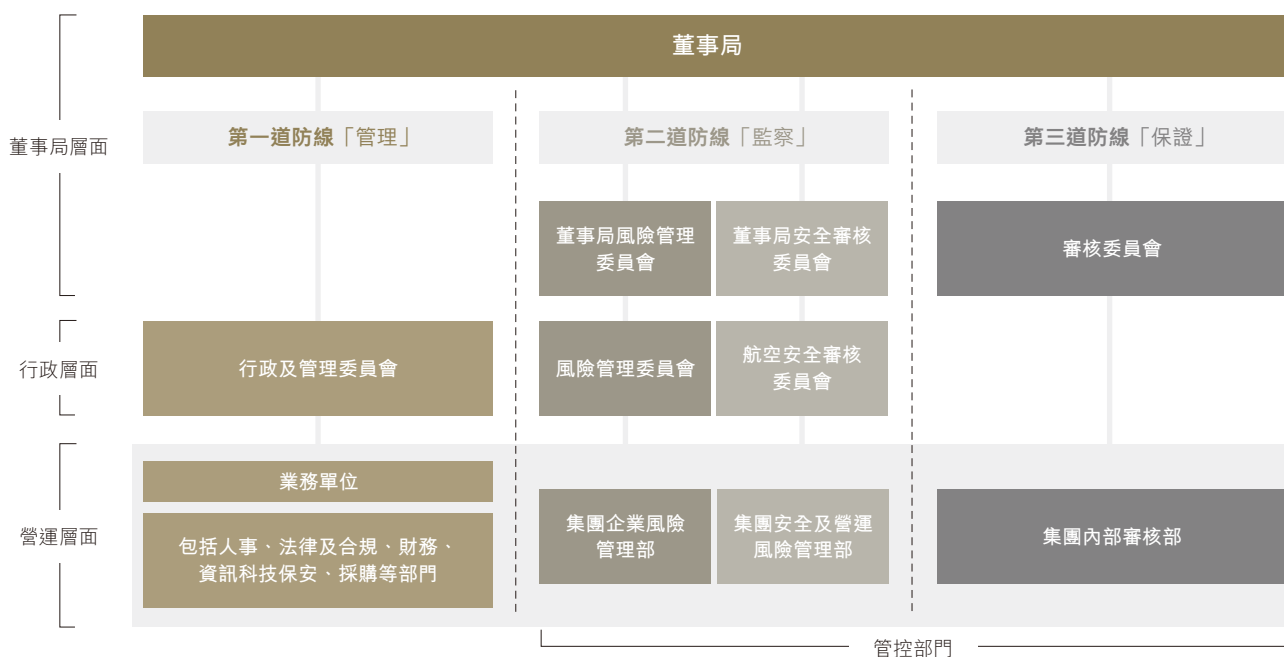 董事局
董事局層面
第一道防線「管理」
第二道防線「監察」
第三道防線「保證」
董事局風險管理
委員會
董事局安全審核
委員會
審核委員會
行政層面
行政及管理委員會
風險管理委員會
航空安全審核
委員會
營運層面
業務單位
包括人事、法律及合規、財務、
資訊科技保安、採購等部門
集團企業風險
管理部
集團安全及營運
風險管理部
集團內部審核部
管控部門